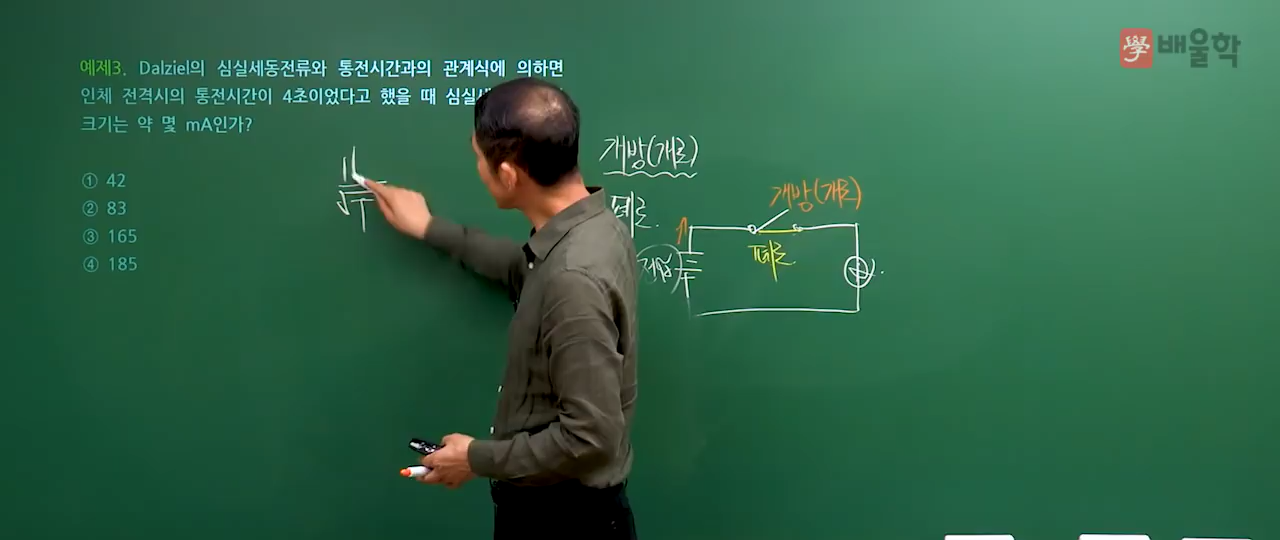 學 배울학
예제3. Dalziel의 심실세동전류와 통전시간과의 관계식에 의하면
인체 전격시의 통전시간이 4초이었다고 했을 때
크기는 약 몇 mA인가?
① 42
② 83
③ 165
④ 185
11
√T
개방(개로)
폐로.
개방(개로)
폐로.